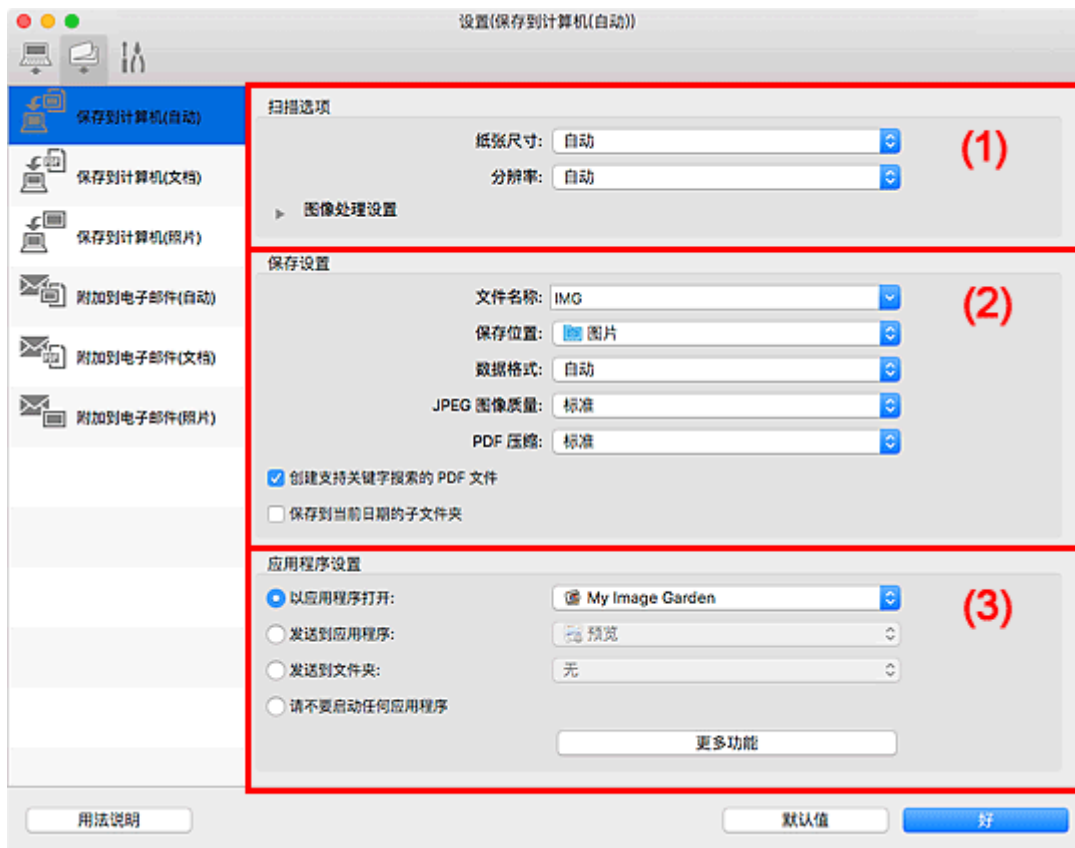 设置(保存到计算机(自动))
保存到计算机(自动)
保存到计算机(文档)
保存到计算机(照片)
附加到电子邮件(自动)
附加到电子邮件(文档)
附加到电子邮件(照片)
扫描选项
(1)
纸张尺寸: 自动
分辨率: 自动
图像处理设置
保存设置
(2)
文件名称: IMG
保存位置: 图片
数据格式: 自动
JPEG 图像质量: 标准
PDF 压缩: 标准
创建支持关键字搜索的 PDF 文件
保存到当前日期的子文件夹
应用程序设置
(3)
以应用程序打开: My Image Garden
发送到应用程序: 预览
发送到文件夹: 无
请不要启动任何应用程序
更多功能
用法说明 默认值 好